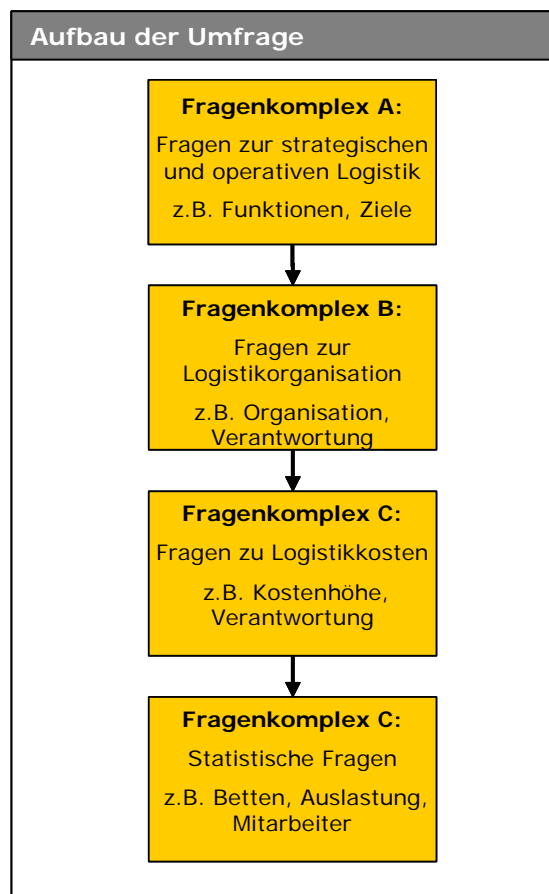 Aufbau der Umfrage
Fragenkomplex A:
Fragen zur strategischen
und operativen Logistik
z.B. Funktionen, Ziele
Fragenkomplex B:
Fragen zur
Logistikorganisation
z.B. Organisation,
Verantwortung
Fragenkomplex C:
Fragen zu Logistikkosten
z.B. Kostenhöhe,
Verantwortung
Fragenkomplex C:
Statistische Fragen
z.B. Betten, Auslastung,
Mitarbeiter